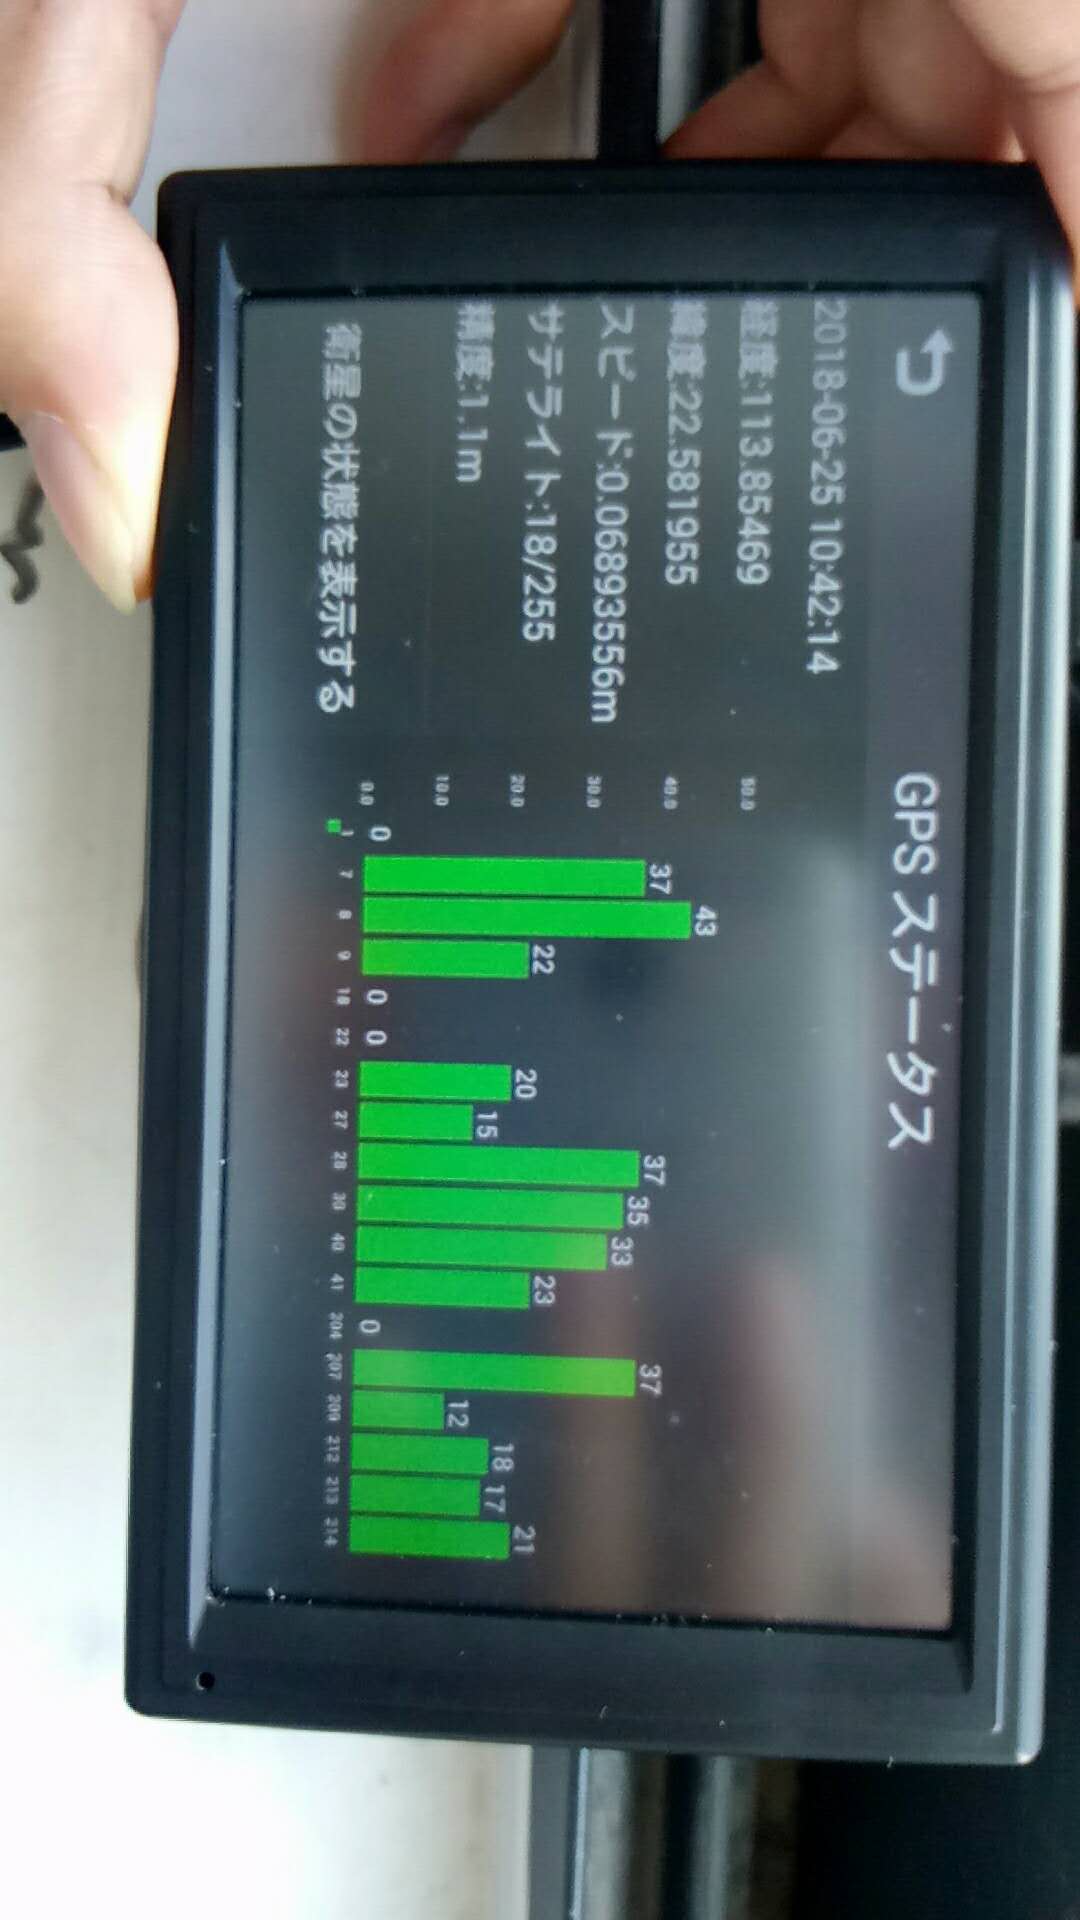 GPS ステータス
2018-06-25 10:42:14
経度:113.85469
緯度:22.581955
スピード:0.06893556m
サテライト:18/255
精度:1.1m
衛星の状態を表示する
50.0
40.0
30.0
20.0
10.0
0.0
0 37 43 22 0 0 20 15 37 35 33 23 0 37 12 18 17 21
1 7 8 9 18 22 23 27 28 30 40 41 204 207 209 212 213 214